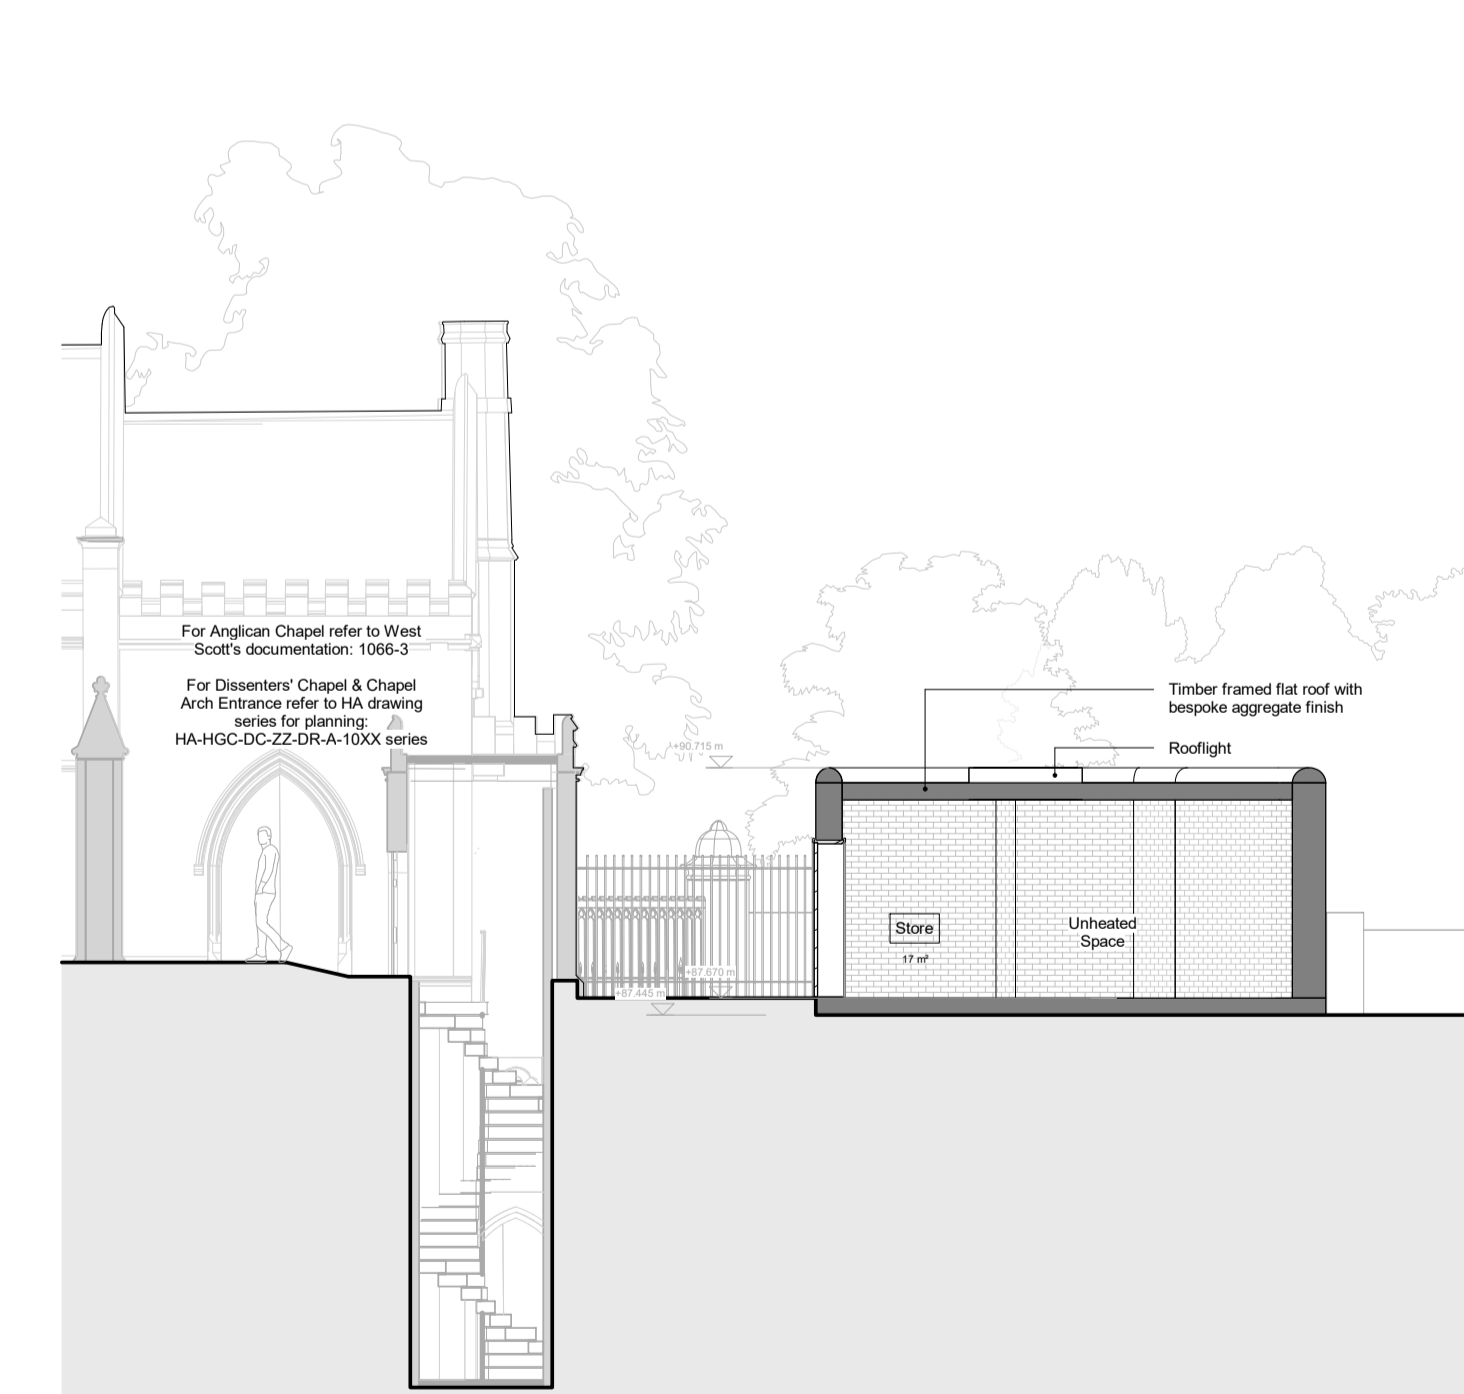 For Anglican Chapel refer to West
Scott's documentation: 1066-3
For Dissenters' Chapel & Chapel
Arch Entrance refer to HA drawing
series for planning:
HA-HGC-DC-ZZ-DR-A-10XX series
Timber framed flat roof with
bespoke aggregate finish
Rooflight
+90.715 m
Store
17 m²
Unheated
Space
+87.670 m
+87.445 m